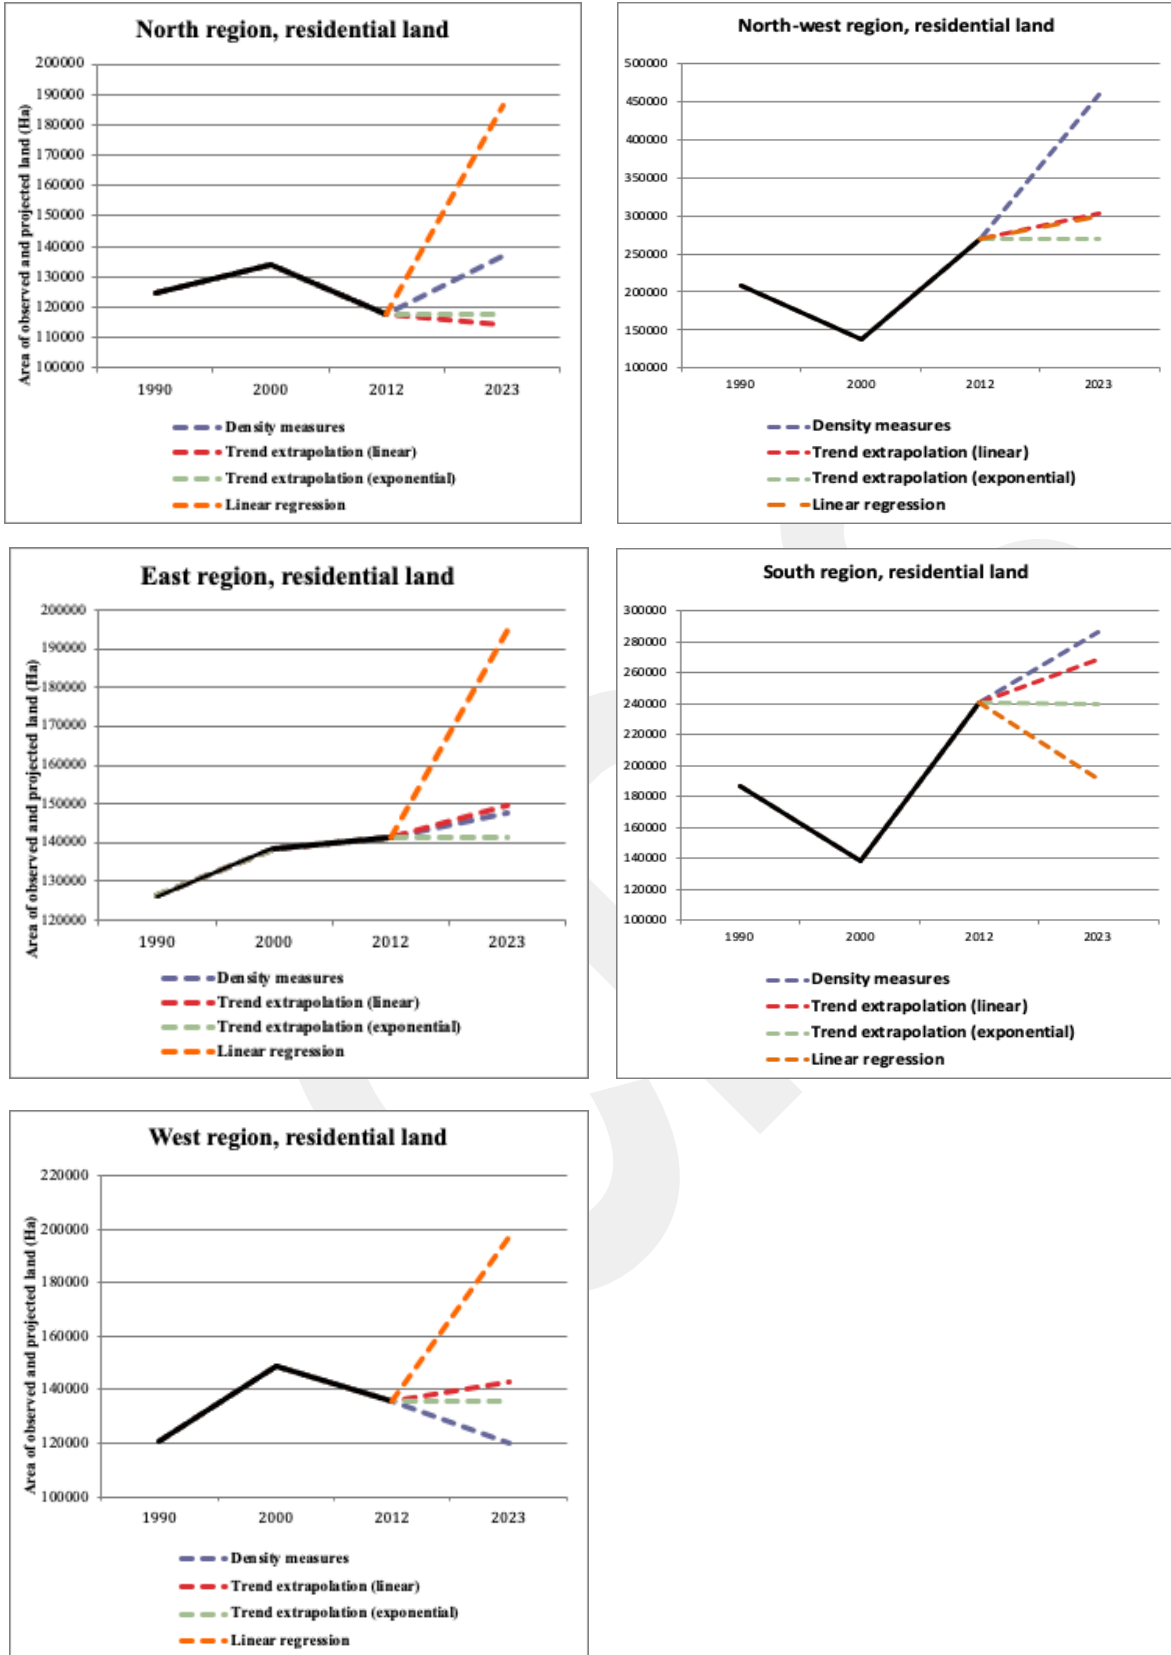 North region, residential land
Area of observed and projected land (Ha)
200000
190000
180000
170000
160000
150000
140000
130000
120000
110000
100000
1990 2000 2012 2023
Density measures
Trend extrapolation (linear)
Trend extrapolation (exponential)
Linear regression
North-west region, residential land
500000
450000
400000
350000
300000
250000
200000
150000
100000
1990 2000 2012 2023
Density measures
Trend extrapolation (linear)
Trend extrapolation (exponential)
Linear regression
East region, residential land
Area of observed and projected land (Ha)
200000
190000
180000
170000
160000
150000
140000
130000
120000
1990 2000 2012 2023
Density measures
Trend extrapolation (linear)
Trend extrapolation (exponential)
Linear regression
South region, residential land
300000
280000
260000
240000
220000
200000
180000
160000
140000
120000
100000
1990 2000 2012 2023
Density measures
Trend extrapolation (linear)
Trend extrapolation (exponential)
Linear regression
West region, residential land
Area of observed and projected land (Ha)
220000
200000
180000
160000
140000
120000
100000
1990 2000 2012 2023
Density measures
Trend extrapolation (linear)
Trend extrapolation (exponential)
Linear regression